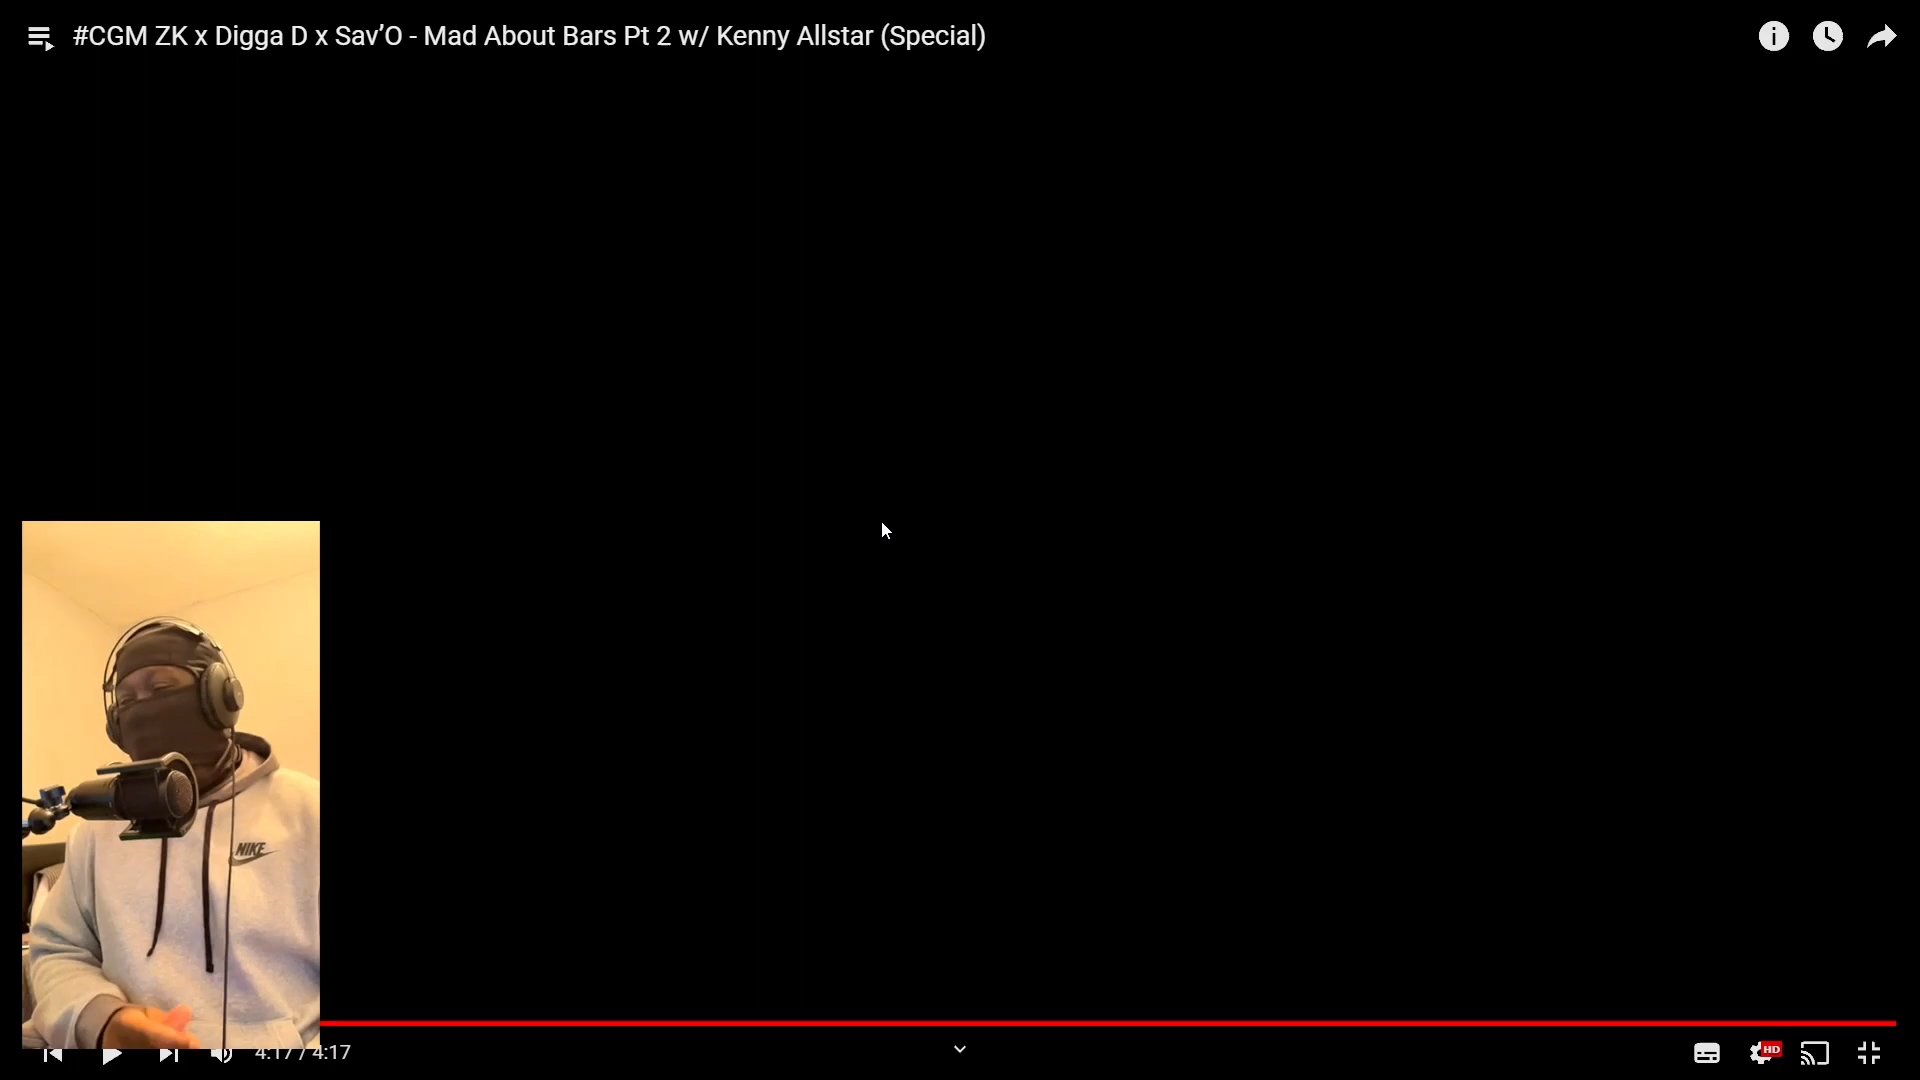 #CGM ZK x Digga D x Sav’O - Mad About Bars Pt 2 w/ Kenny Allstar (Special)
NIKE
4:17 / 4:17
HD